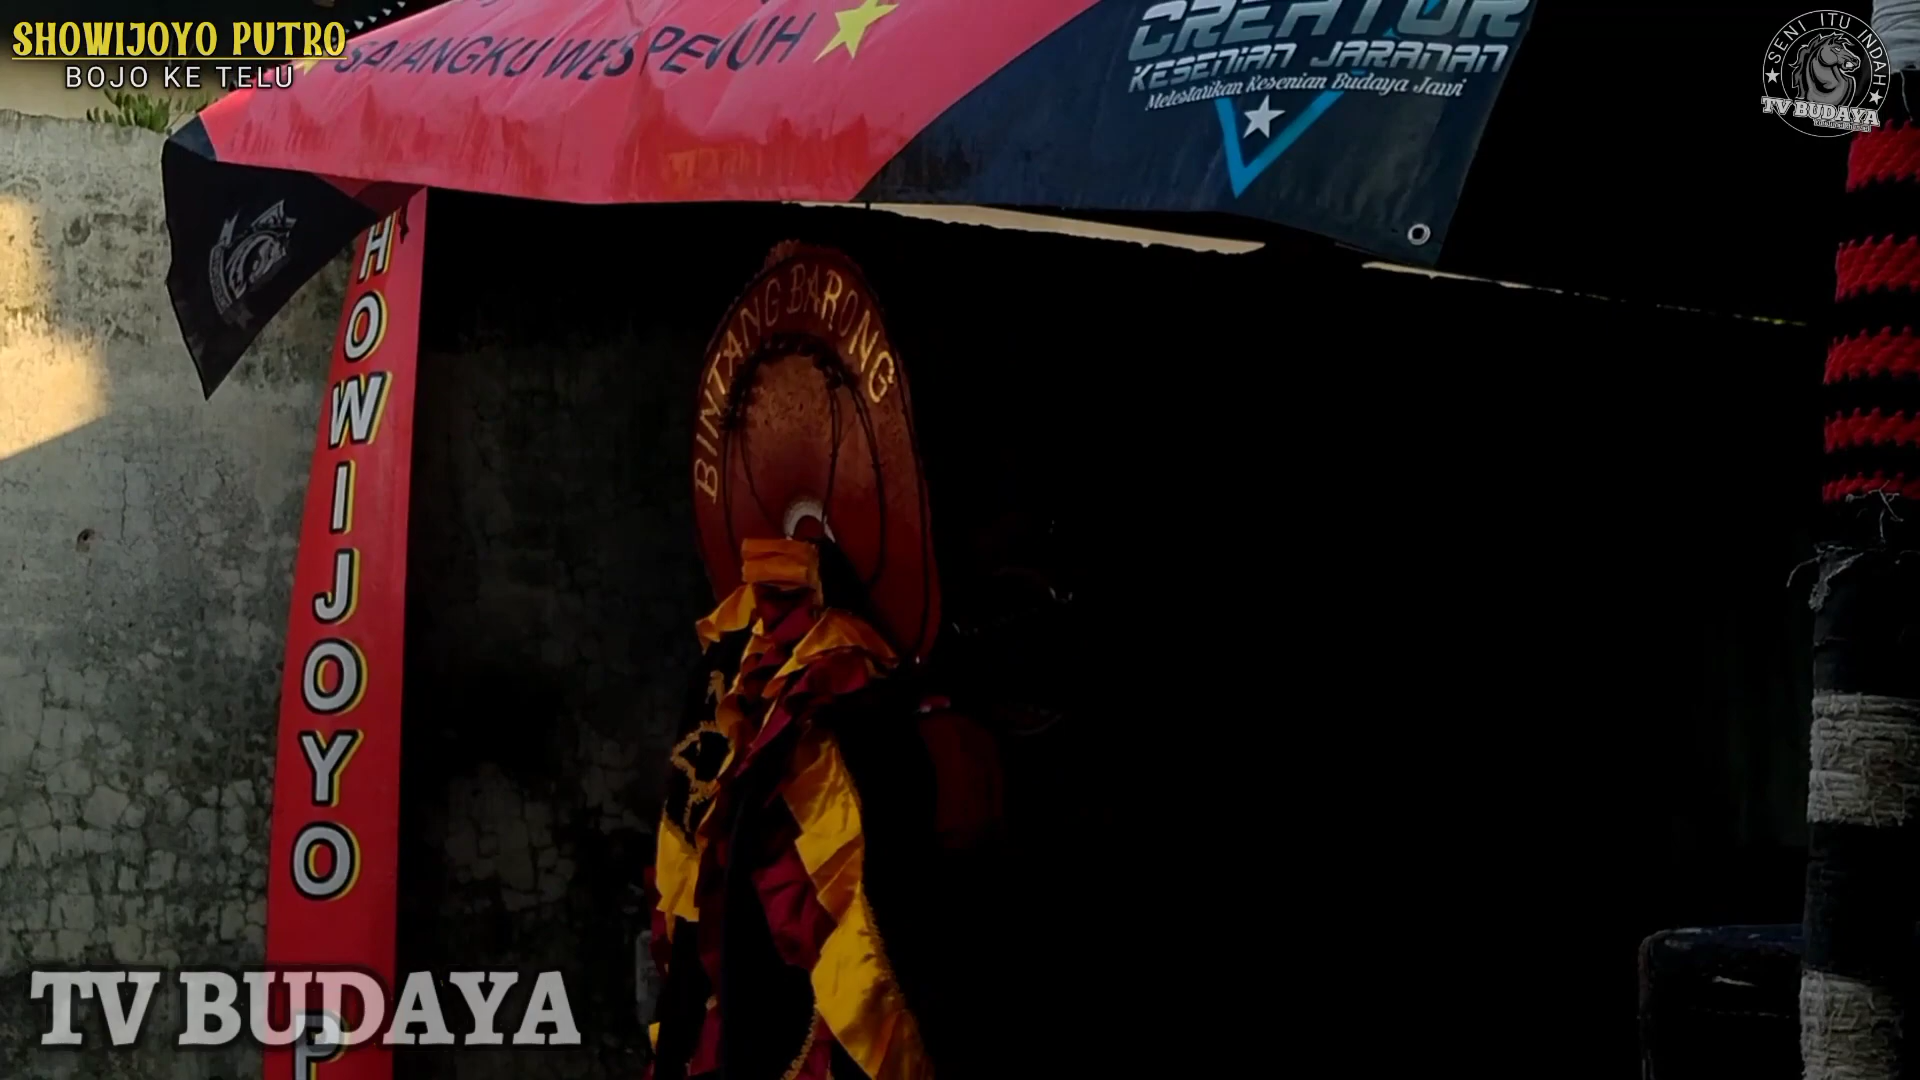 SHOWIJOYO PUTRO
BOJO KE TELU
SAYANGKU WES PENUH
CREATOR
KESENIAN JARANAN
Melestarikan Kesenian Budaya Jawi
SENI ITU INDAH
TV BUDAYA
HOWIJOYO P
BINTANG BARONG
TV BUDAYA